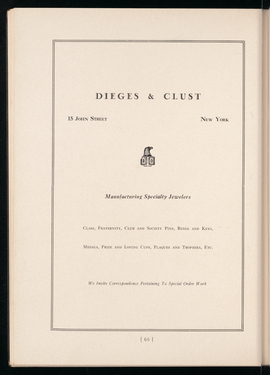 DIEGES & CLUST
15 John Street New York
D C
Manufacturing Specialty Jewelers
Class, Fraternity, Club and Society Pins, Rings and Keys,
Medals, Prize and Loving Cups, Plaques and Trophies, Etc.
We Invite Correspondence Pertaining To Special Order Work